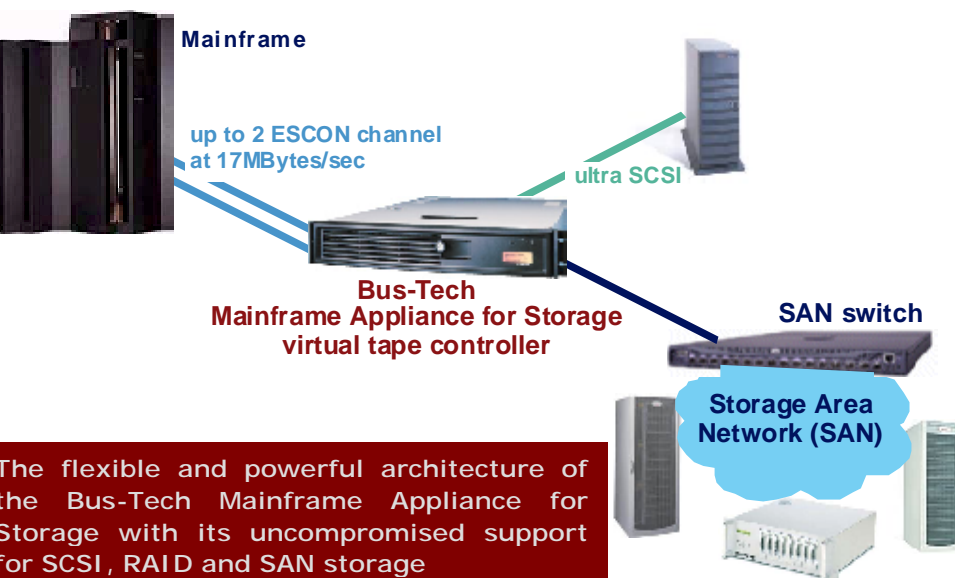 Mainframe
up to 2 ESCON channel
at 17MBytes/sec
ultra SCSI
Bus-Tech
Mainframe Appliance for Storage
virtual tape controller
SAN switch
Storage Area
Network (SAN)
The flexible and powerful architecture of
the Bus-Tech Mainframe Appliance for
Storage with its uncompromised support
for SCSI, RAID and SAN storage